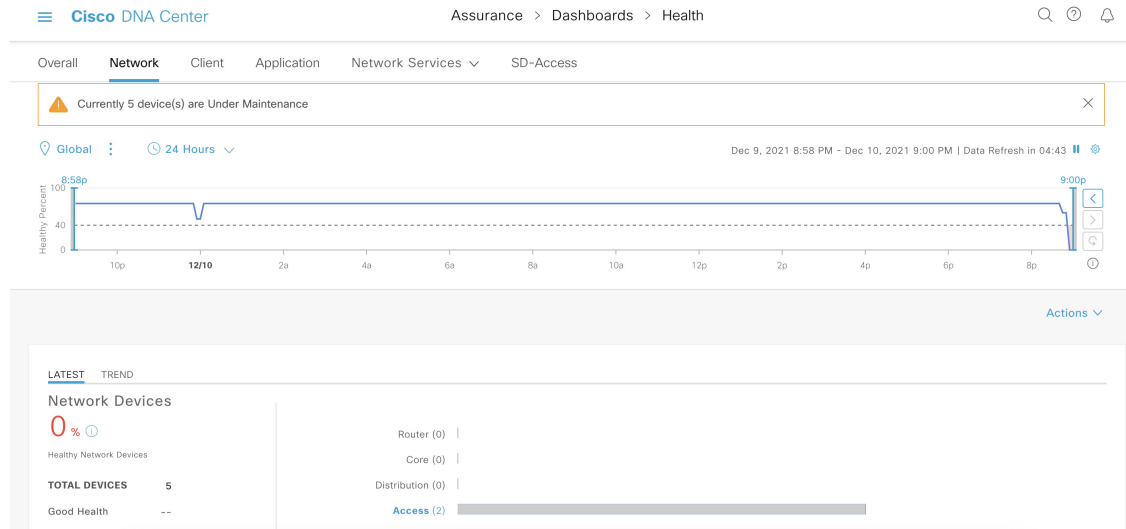 Cisco DNA Center
Assurance > Dashboards > Health
Overall Network Client Application Network Services SD-Access
Currently 5 device(s) are Under Maintenance
Global 24 Hours
Dec 9, 2021 8:58 PM - Dec 10, 2021 9:00 PM | Data Refresh in 04:43
8:58p 9:00p
Healthy Percent
100
40
0
10p 12/10 2a 4a 6a 8a 10a 12p 2p 4p 6p 8p
Actions
LATEST TREND
Network Devices
0 %
Healthy Network Devices
TOTAL DEVICES 5
Good Health --
Router (0)
Core (0)
Distribution (0)
Access (2)